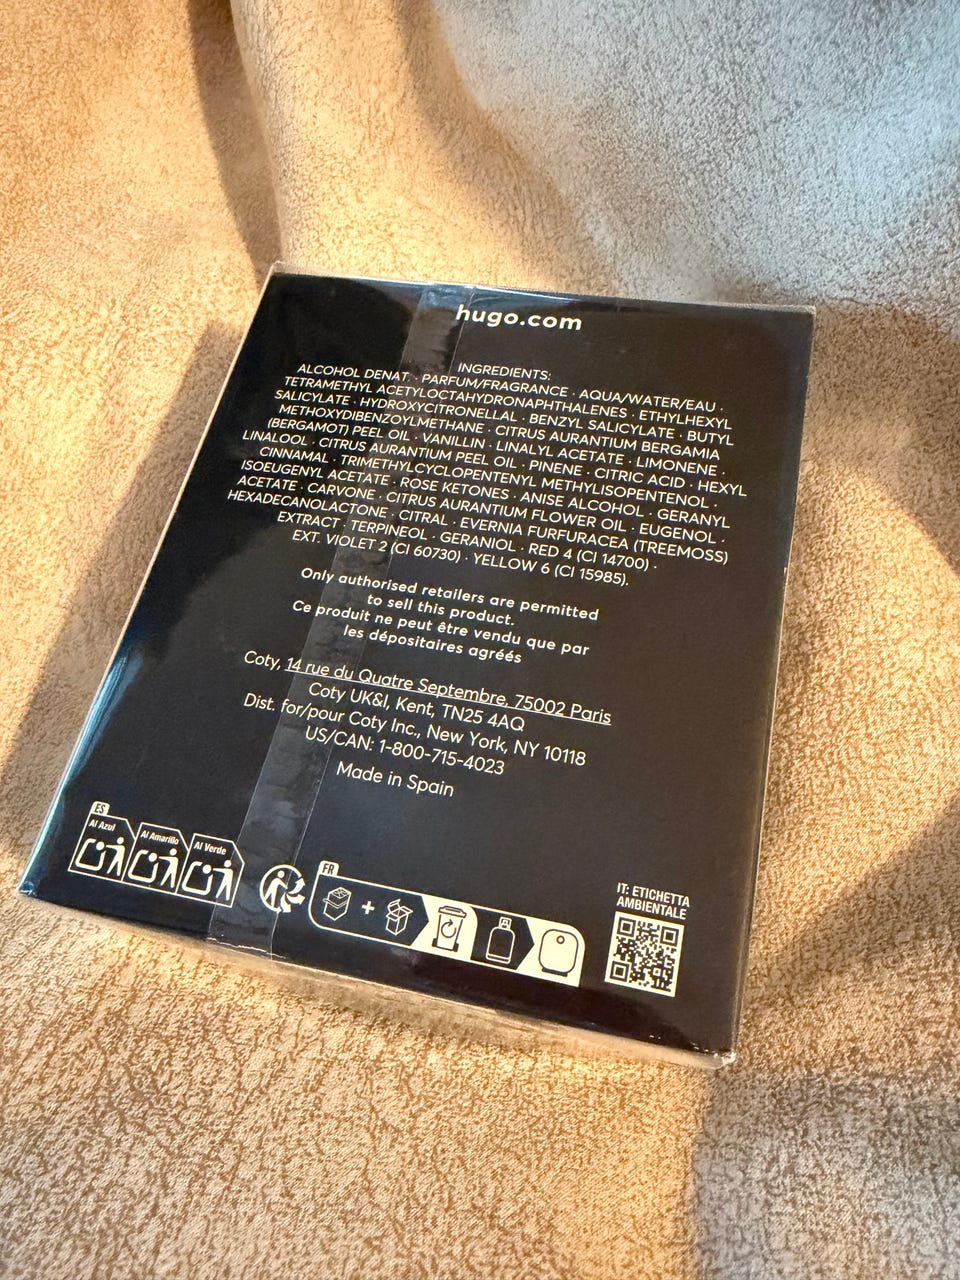 hugo.com
INGREDIENTS:
ALCOHOL DENAT. · PARFUM/FRAGRANCE · AQUA/WATER/EAU ·
TETRAMETHYL ACETYLOCTAHYDRONAPHTHALENES · ETHYLHEXYL
SALICYLATE · HYDROXYCITRONELLAL · BENZYL SALICYLATE · BUTYL
METHOXYDIBENZOYLMETHANE · CITRUS AURANTIUM BERGAMIA
(BERGAMOT) PEEL OIL · VANILLIN · LINALYL ACETATE · LIMONENE ·
LINALOOL · CITRUS AURANTIUM PEEL OIL · PINENE · CITRIC ACID · HEXYL
CINNAMAL · TRIMETHYLCYCLOPENTENYL METHYLISOPENTENOL ·
ISOEUGENYL ACETATE · ROSE KETONES · ANISE ALCOHOL · GERANYL
ACETATE · CARVONE · CITRUS AURANTIUM FLOWER OIL · EUGENOL ·
HEXADECANOLACTONE · CITRAL · EVERNIA FURFURACEA (TREEMOSS)
EXTRACT · TERPINEOL · GERANIOL · RED 4 (CI 14700) ·
EXT. VIOLET 2 (CI 60730) · YELLOW 6 (CI 15985).
Only authorised retailers are permitted
to sell this product.
Ce produit ne peut être vendu que par
les dépositaires agréés
Coty, 14 rue du Quatre Septembre, 75002 Paris
Coty UK&I, Kent, TN25 4AQ
Dist. for/pour Coty Inc., New York, NY 10118
US/CAN: 1-800-715-4023
Made in Spain
ES
Al Azul
Al Amarillo
Al Verde
FR
+
IT: ETICHETTA
AMBIENTALE